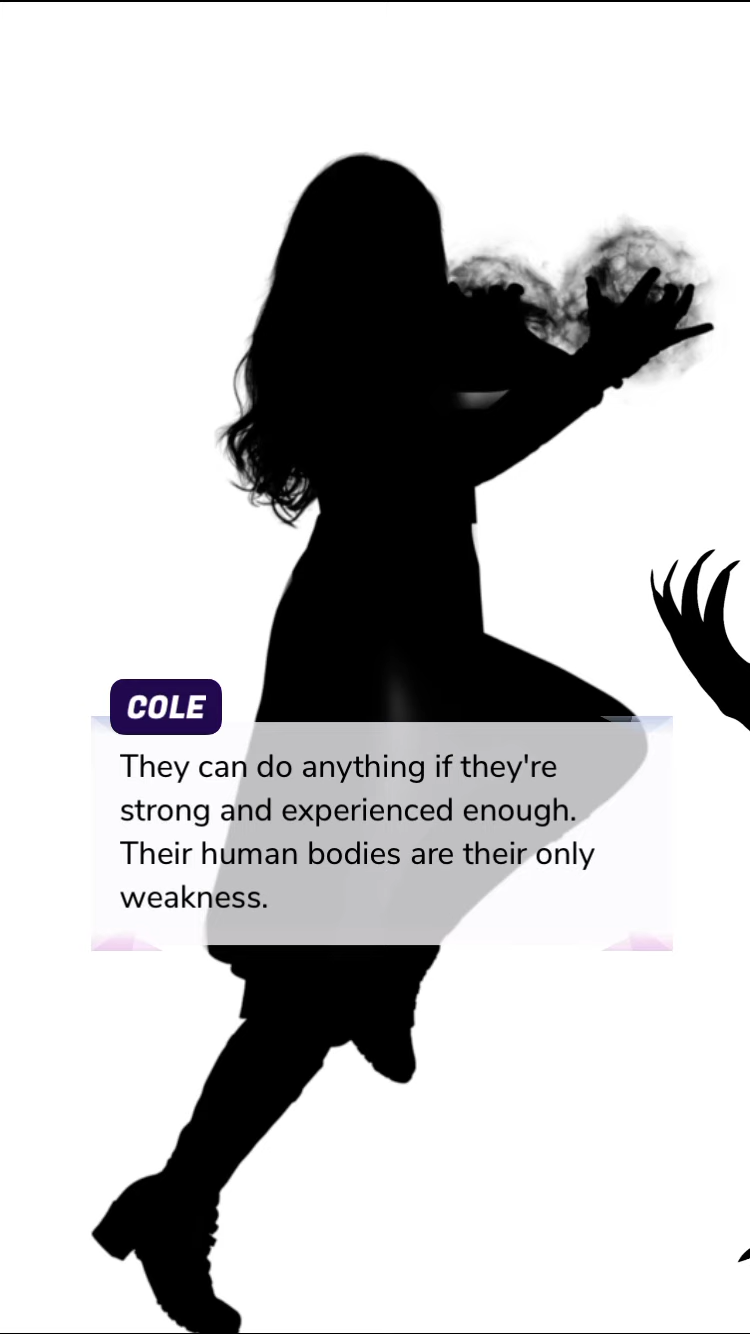 COLE
They can do anything if they're
strong and experienced enough.
Their human bodies are their only
weakness.